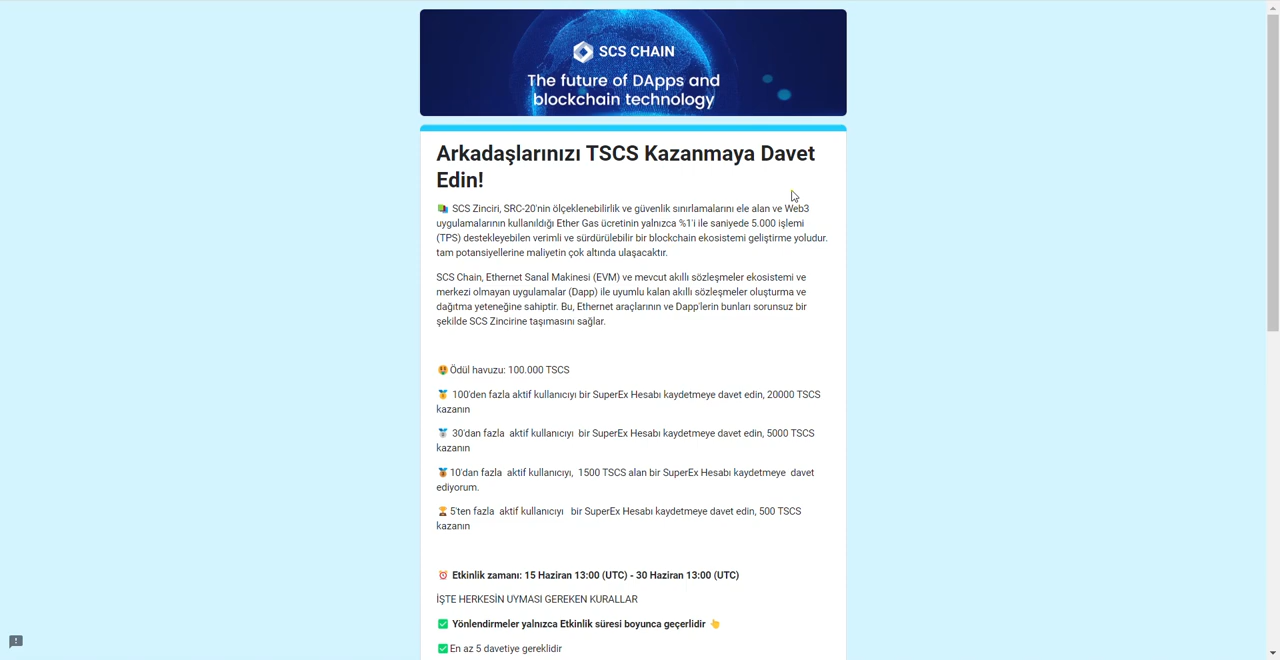 SCS CHAIN
The future of DApps and
blockchain technology
Arkadaşlarınızı TSCS Kazanmaya Davet
Edin!
SCS Zinciri, SRC-20'nin ölçeklenebilirlik ve güvenlik sınırlamalarını ele alan ve Web3
uygulamalarının kullanıldığı Ether Gas ücretinin yalnızca %1'i ile saniyede 5.000 işlemi
(TPS) destekleyebilen verimli ve sürdürülebilir bir blockchain ekosistemi geliştirme yoludur.
tam potansiyellerine maliyetin çok altında ulaşacaktır.
SCS Chain, Ethernet Sanal Makinesi (EVM) ve mevcut akıllı sözleşmeler ekosistemi ve
merkezi olmayan uygulamalar (Dapp) ile uyumlu kalan akıllı sözleşmeler oluşturma ve
dağıtma yeteneğine sahiptir. Bu, Ethernet araçlarının ve Dapp'lerin bunları sorunsuz bir
şekilde SCS Zincirine taşımasını sağlar.
Ödül havuzu: 100.000 TSCS
100'den fazla aktif kullanıcıyı bir SuperEx Hesabı kaydetmeye davet edin, 20000 TSCS
kazanın
30'dan fazla aktif kullanıcıyı bir SuperEx Hesabı kaydetmeye davet edin, 5000 TSCS
kazanın
10'dan fazla aktif kullanıcıyı, 1500 TSCS alan bir SuperEx Hesabı kaydetmeye davet
ediyorum.
5'ten fazla aktif kullanıcıyı bir SuperEx Hesabı kaydetmeye davet edin, 500 TSCS
kazanın
Etkinlik zamanı: 15 Haziran 13:00 (UTC) - 30 Haziran 13:00 (UTC)
İŞTE HERKESİN UYMASI GEREKEN KURALLAR
Yönlendirmeler yalnızca Etkinlik süresi boyunca geçerlidir
En az 5 davetiye gereklidir